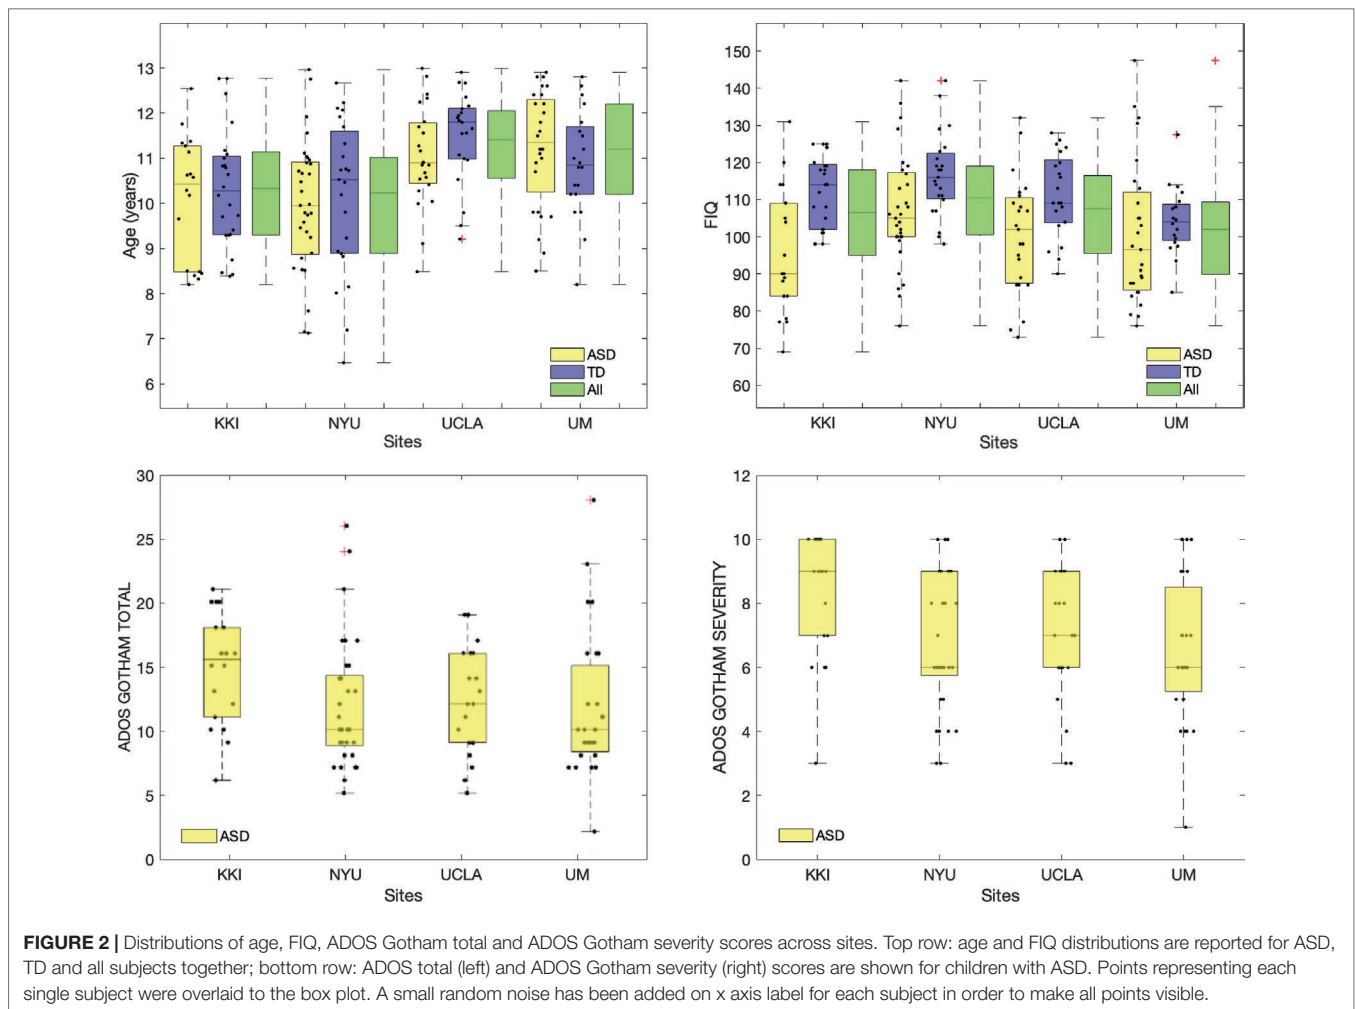 13
12
11
10
9
8
7
6
Age (years)
ASD
TD
All
KKI NYU UCLA UM
Sites
150
140
130
120
110
100
90
80
70
60
FIQ
ASD
TD
All
KKI NYU UCLA UM
Sites
30
25
20
15
10
5
0
ADOS GOTHAM TOTAL
ASD
KKI NYU UCLA UM
Sites
12
10
8
6
4
2
0
ADOS GOTHAM SEVERITY
ASD
KKI NYU UCLA UM
Sites
FIGURE 2 | Distributions of age, FIQ, ADOS Gotham total and ADOS Gotham severity scores across sites. Top row: age and FIQ distributions are reported for ASD,
TD and all subjects together; bottom row: ADOS total (left) and ADOS Gotham severity (right) scores are shown for children with ASD. Points representing each
single subject were overlaid to the box plot. A small random noise has been added on x axis label for each subject in order to make all points visible.